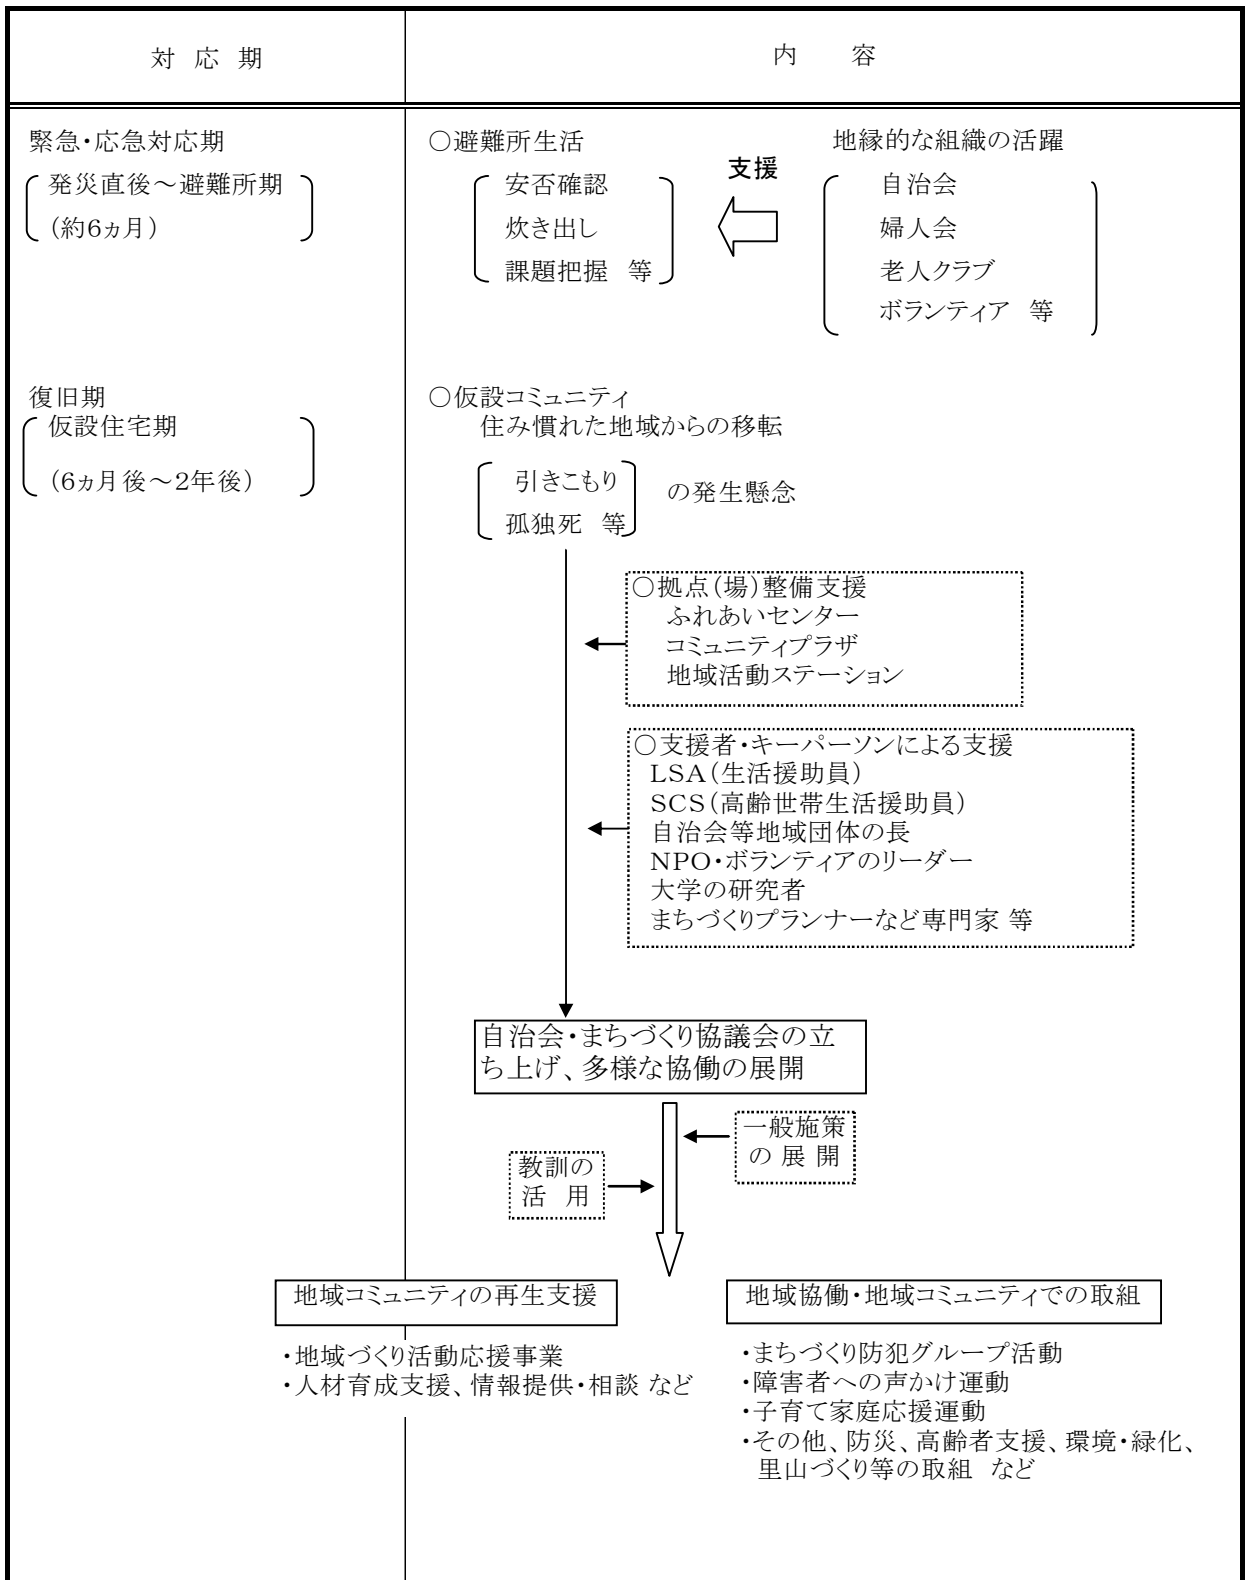 対 応 期
内 容
緊急・応急対応期
発災直後～避難所期
(約6ヵ月)
○避難所生活
安否確認
炊き出し
課題把握 等
支援
地縁的な組織の活躍
自治会
婦人会
老人クラブ
ボランティア 等
復旧期
仮設住宅期
(6ヵ月後～2年後)
○仮設コミュニティ
住み慣れた地域からの移転
引きこもり
孤独死 等
の発生懸念
○拠点(場)整備支援
ふれあいセンター
コミュニティプラザ
地域活動ステーション
○支援者・キーパーソンによる支援
LSA(生活援助員)
SCS(高齢世帯生活援助員)
自治会等地域団体の長
NPO・ボランティアのリーダー
大学の研究者
まちづくりプランナーなど専門家 等
自治会・まちづくり協議会の立
ち上げ、多様な協働の展開
一般施策
の 展 開
教訓の
活 用
地域コミュニティの再生支援
・地域づくり活動応援事業
・人材育成支援、情報提供・相談 など
地域協働・地域コミュニティでの取組
・まちづくり防犯グループ活動
・障害者への声かけ運動
・子育て家庭応援運動
・その他、防災、高齢者支援、環境・緑化、
里山づくり等の取組 など